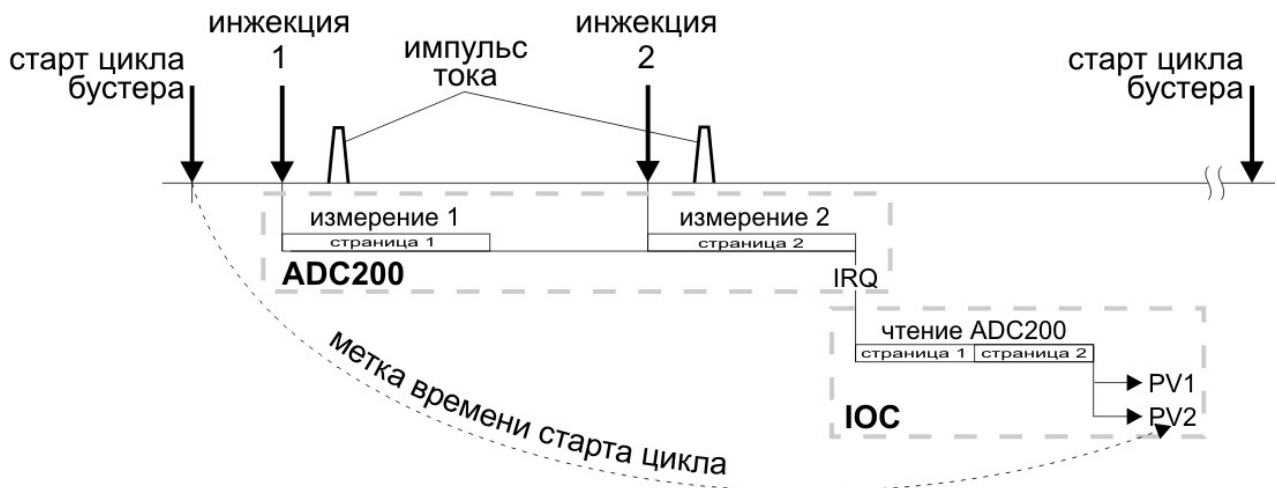 старт цикла
бустера
инжекция
1
импульс
тока
инжекция
2
старт цикла
бустера
измерение 1
страница 1
измерение 2
страница 2
ADC200
IRQ
чтение ADC200
страница 1
страница 2
PV1
PV2
IOC
метка времени старта цикла